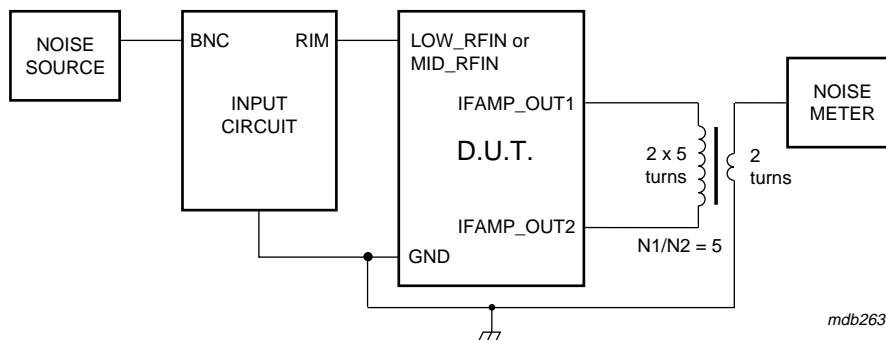 NOISE
SOURCE
BNC
RIM
INPUT
CIRCUIT
LOW_RFIN or
MID_RFIN
IFAMP_OUT1
D.U.T.
IFAMP_OUT2
GND
2 x 5
turns
2
turns
N1/N2 = 5
NOISE
METER
mdb263